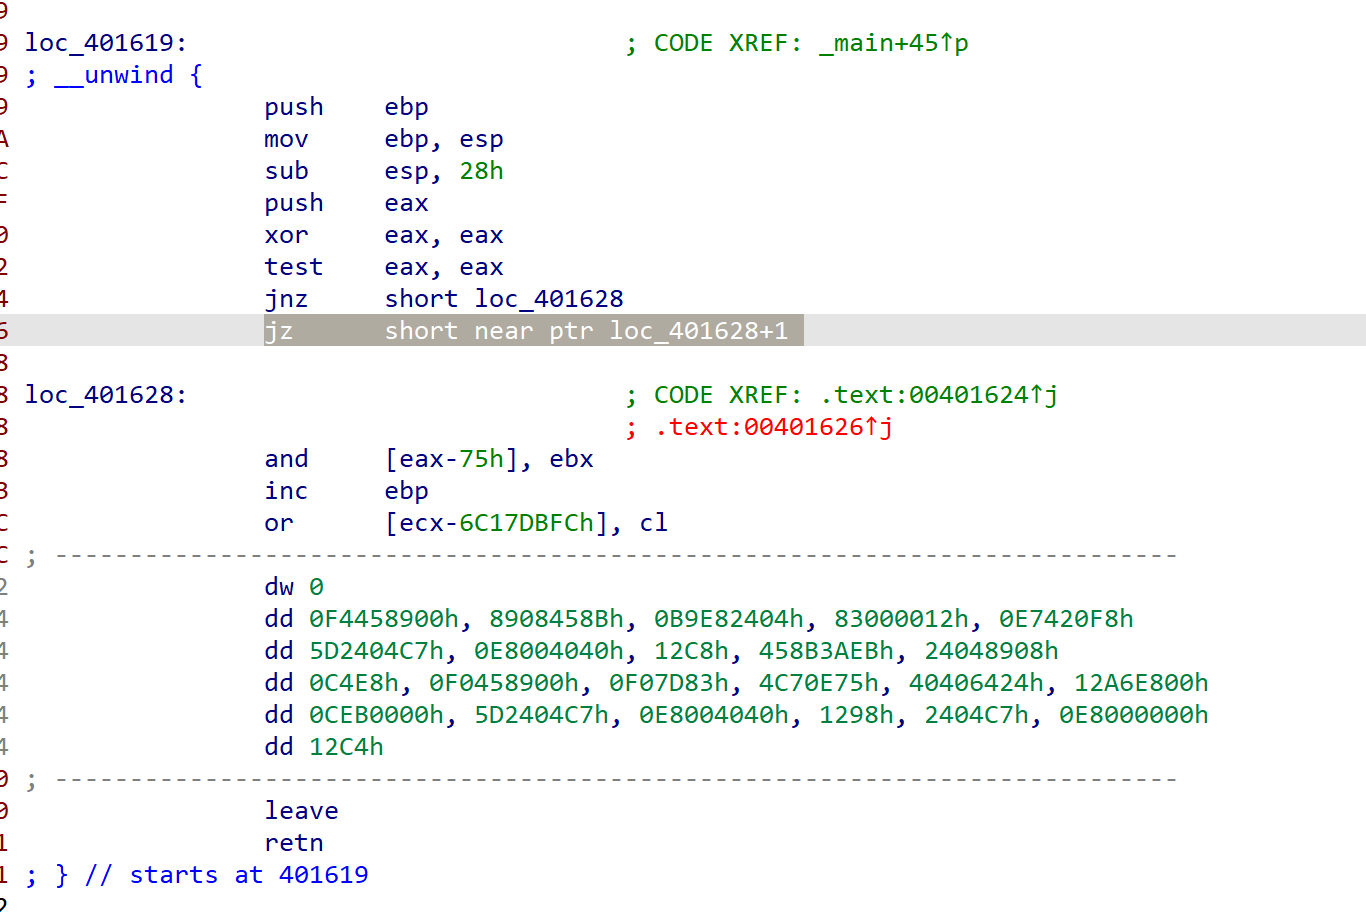 9
9 loc_401619: ; CODE XREF: _main+45↑p
9 ; __unwind {
9 push ebp
A mov ebp, esp
C sub esp, 28h
F push eax
0 xor eax, eax
2 test eax, eax
4 jnz short loc_401628
6 jz short near ptr loc_401628+1
8
8 loc_401628: ; CODE XREF: .text:00401624↑j
8 ; .text:00401626↑j
8 and [eax-75h], ebx
B inc ebp
C or [ecx-6C17DBFCh], cl
C ; ---------------------------------------------------------------------------
2 dw 0
4 dd 0F4458900h, 8908458Bh, 0B9E82404h, 83000012h, 0E7420F8h
4 dd 5D2404C7h, 0E8004040h, 12C8h, 458B3AEBh, 24048908h
4 dd 0C4E8h, 0F0458900h, 0F07D83h, 4C70E75h, 40406424h, 12A6E800h
4 dd 0CEB0000h, 5D2404C7h, 0E8004040h, 1298h, 2404C7h, 0E8000000h
4 dd 12C4h
0 ; ---------------------------------------------------------------------------
0 leave
1 retn
1 ; } // starts at 401619
2